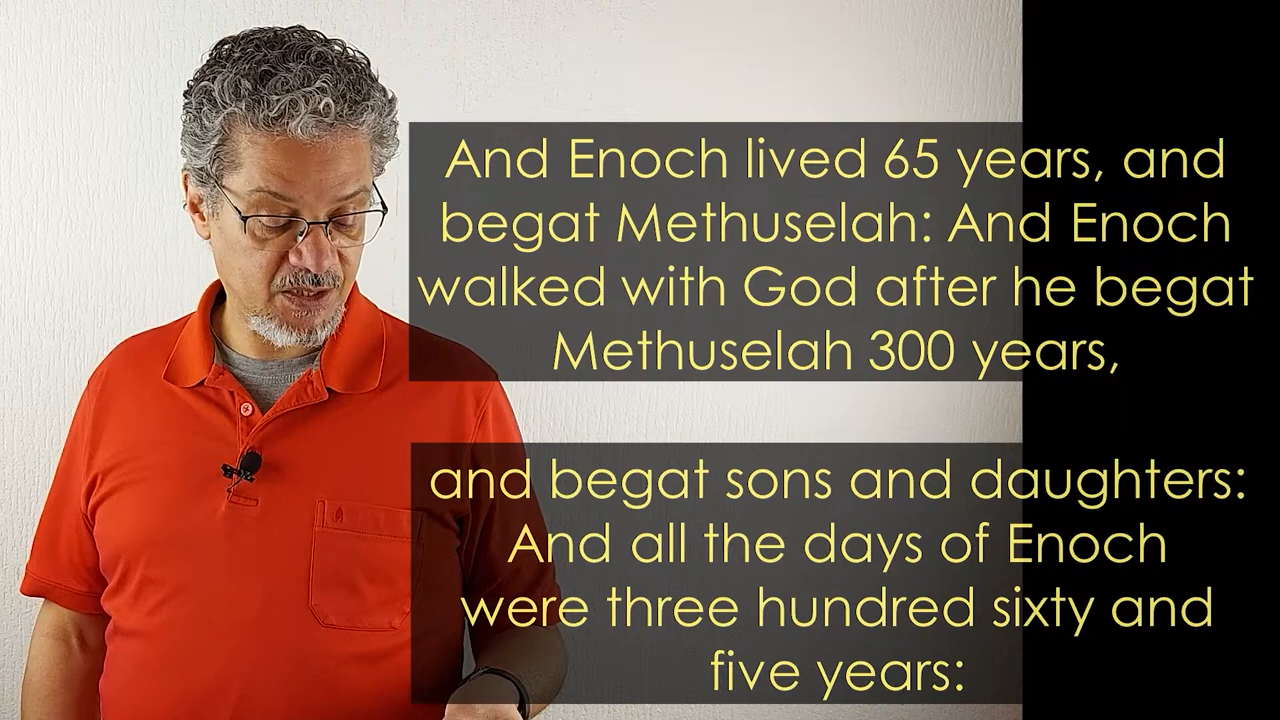 And Enoch lived 65 years, and
begat Methuselah: And Enoch
walked with God after he begat
Methuselah 300 years,
and begat sons and daughters:
And all the days of Enoch
were three hundred sixty and
five years: